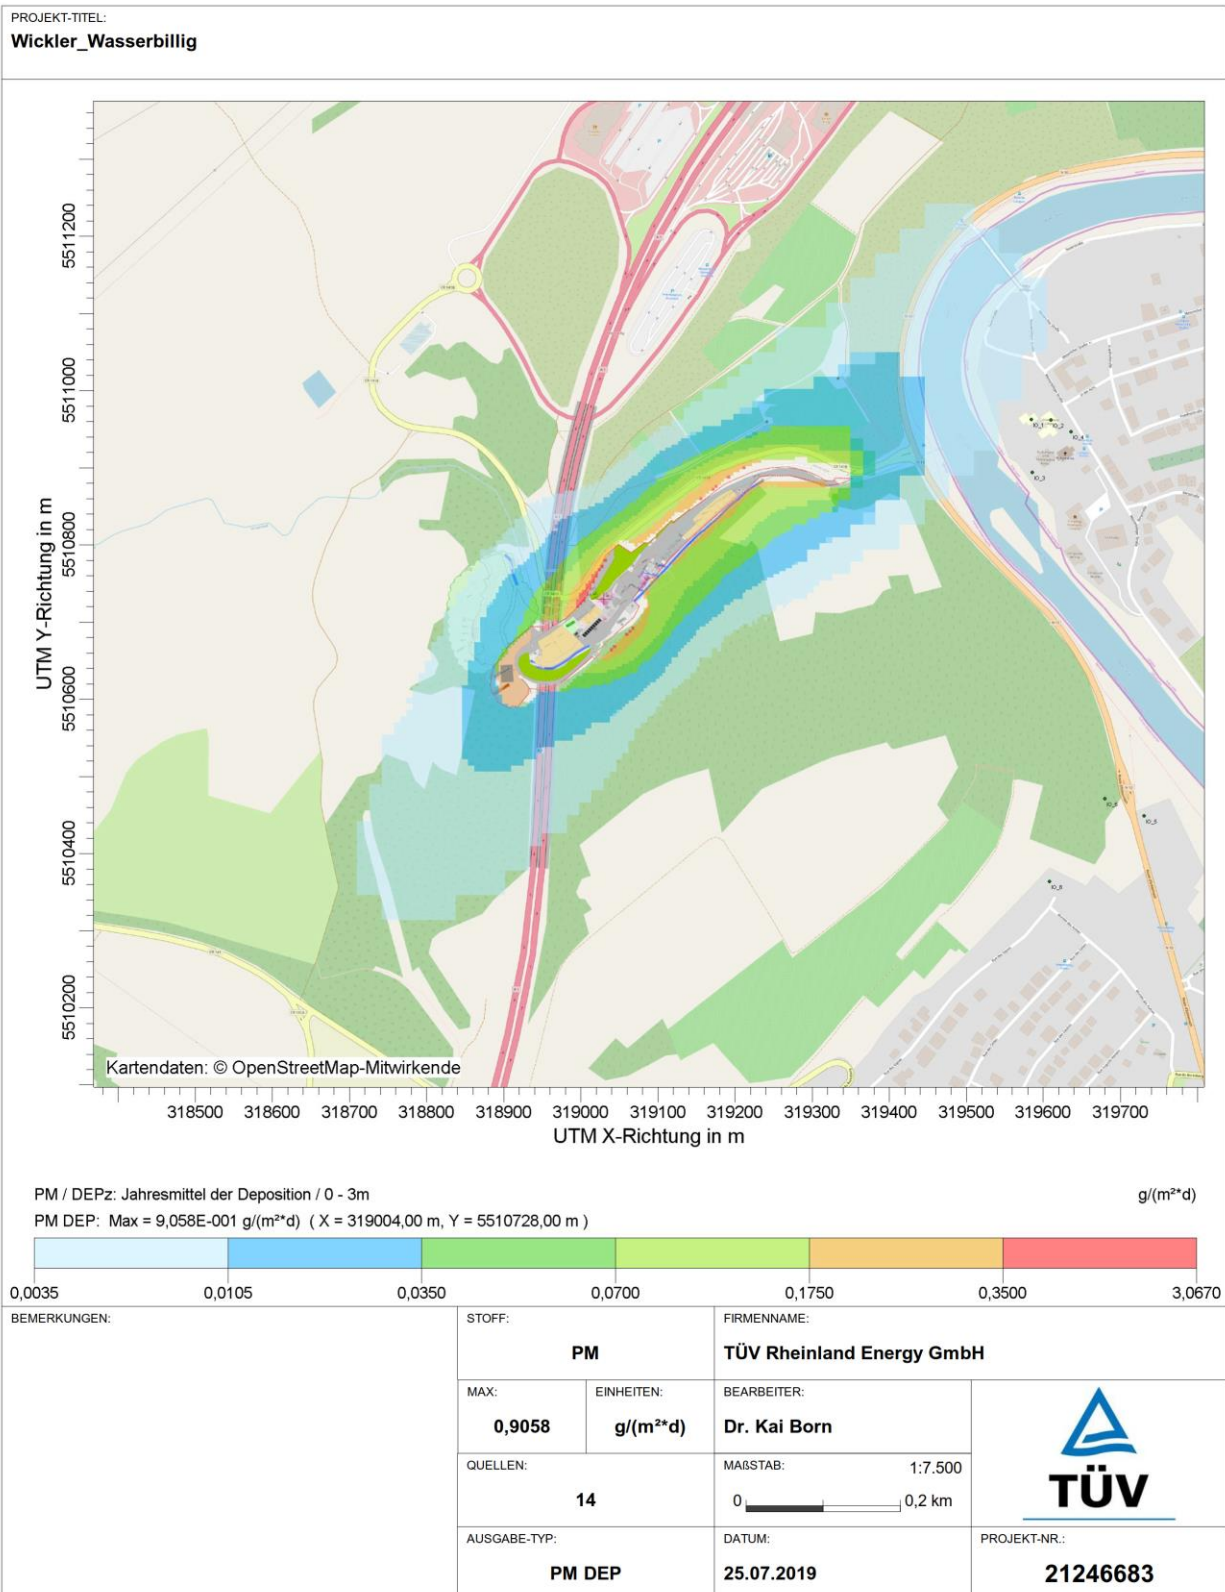 PROJEKT-TITEL:
Wickler_Wasserbillig
UTM Y-Richtung in m
5511200
5511000
5510800
5510600
5510400
5510200
IO_1
IO_2
IO_4
IO_3
IO_5
Kartendaten: © OpenStreetMap-Mitwirkende
318500 318600 318700 318800 318900 319000 319100 319200 319300 319400 319500 319600 319700
UTM X-Richtung in m
PM / DEPz: Jahresmittel der Deposition / 0 - 3m
g/(m²*d)
PM DEP: Max = 9,058E-001 g/(m²*d) ( X = 319004,00 m, Y = 5510728,00 m )
0,0035 0,0105 0,0350 0,0700 0,1750 0,3500 3,0670
BEMERKUNGEN:
STOFF:
PM
FIRMENNAME:
TÜV Rheinland Energy GmbH
MAX:
0,9058
EINHEITEN:
g/(m²*d)
BEARBEITER:
Dr. Kai Born
QUELLEN:
14
MAßSTAB:
1:7.500
0 0,2 km
TÜV
AUSGABE-TYP:
PM DEP
DATUM:
25.07.2019
PROJEKT-NR.:
21246683